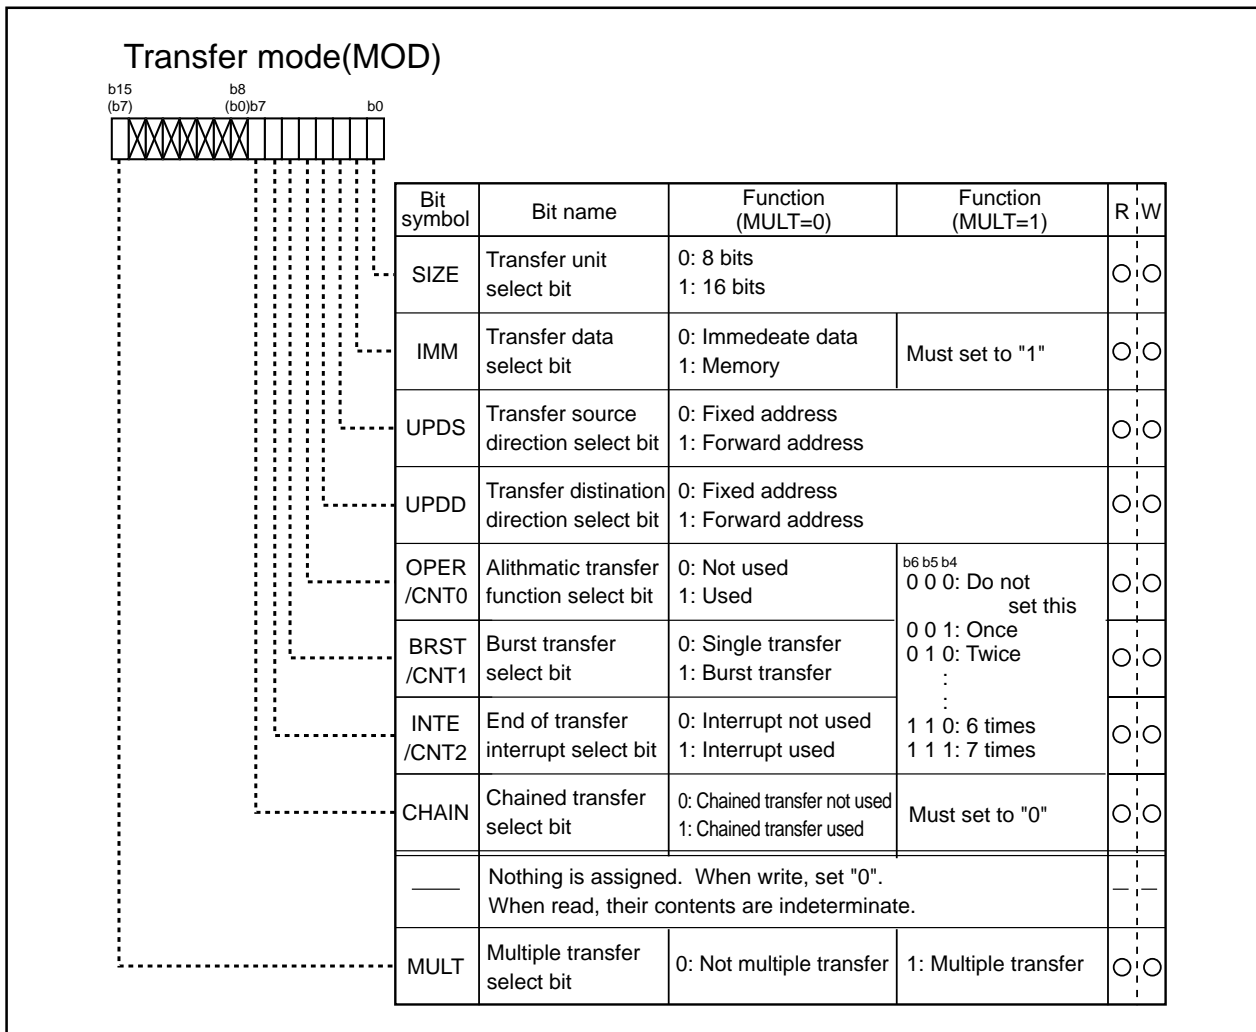 Transfer mode(MOD)
b15 b8
(b7) (b0)b7 b0
Bit symbol Bit name Function (MULT=0) Function (MULT=1) R W
SIZE Transfer unit select bit 0: 8 bits 1: 16 bits
IMM Transfer data select bit 0: Immedeate data 1: Memory Must set to "1"
UPDS Transfer source direction select bit 0: Fixed address 1: Forward address
UPDD Transfer distination direction select bit 0: Fixed address 1: Forward address
OPER /CNT0 Alithmatic transfer function select bit 0: Not used 1: Used
b6 b5 b4
0 0 0: Do not
set this
0 0 1: Once
0 1 0: Twice
:
:
1 1 0: 6 times
1 1 1: 7 times
BRST /CNT1 Burst transfer select bit 0: Single transfer 1: Burst transfer
INTE /CNT2 End of transfer interrupt select bit 0: Interrupt not used 1: Interrupt used
CHAIN Chained transfer select bit 0: Chained transfer not used 1: Chained transfer used Must set to "0"
Nothing is assigned. When write, set "0".
When read, their contents are indeterminate.
MULT Multiple transfer select bit 0: Not multiple transfer 1: Multiple transfer